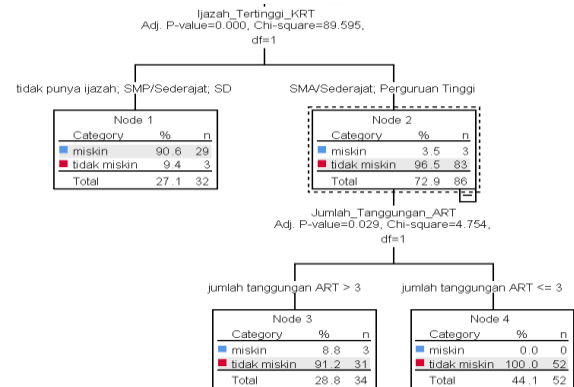 Ijazah_Tertinggi_KRT
Adj. P-value=0.000, Chi-square=89.595,
df=1
tidak punya ijazah; SMP/Sederajat; SD
SMA/Sederajat; Perguruan Tinggi
Node 1
Category % n
miskin 90.6 29
tidak miskin 9.4 3
Total 27.1 32
Node 2
Category % n
miskin 3.5 3
tidak miskin 96.5 83
Total 72.9 86
Jumlah_Tanggungan_ART
Adj. P-value=0.029, Chi-square=4.754,
df=1
jumlah tanggungan ART > 3
jumlah tanggungan ART <= 3
Node 3
Category % n
miskin 8.8 3
tidak miskin 91.2 31
Total 28.8 34
Node 4
Category % n
miskin 0.0 0
tidak miskin 100.0 52
Total 44.1 52